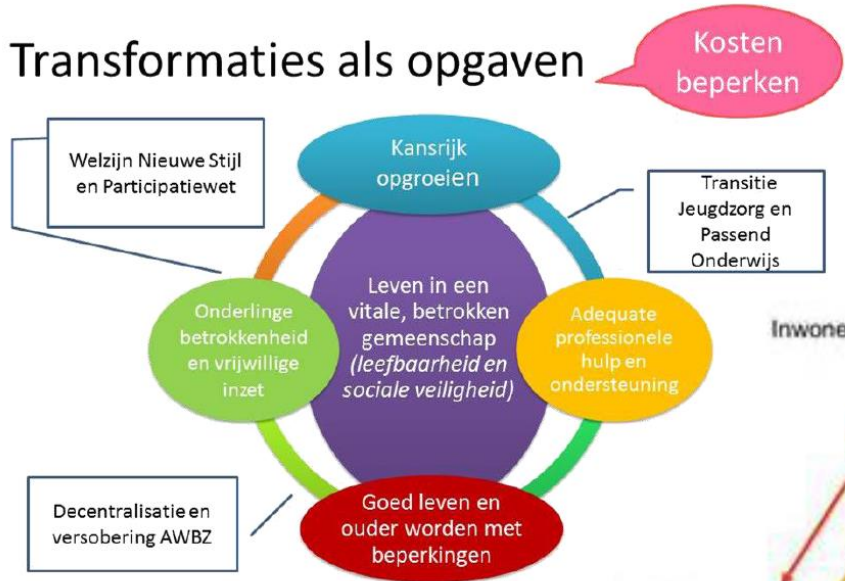 Transformaties als opgaven
Kosten
beperken
Welzijn Nieuwe Stijl
en Participatiewet
Kansrijk
opgroeien
Transitie
Jeugdzorg en
Passend
Onderwijs
Onderlinge
betrokkenheid
en vrijwillige
inzet
Leven in een
vitale, betrokken
gemeenschap
(leefbaarheid en
sociale veiligheid)
Adequate
professionele
hulp en
ondersteuning
Inwone
Decentralisatie en
versobering AWBZ
Goed leven en
ouder worden met
beperkingen